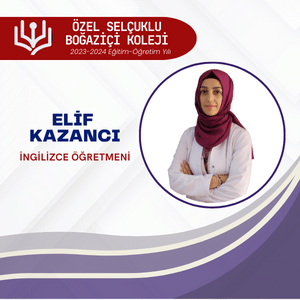 ÖZEL SELÇUKLU
BOĞAZİÇİ KOLEJİ
2023-2024 Eğitim-Öğretim Yılı
ELİF
KAZANCI
İNGİLİZCE ÖĞRETMENİ